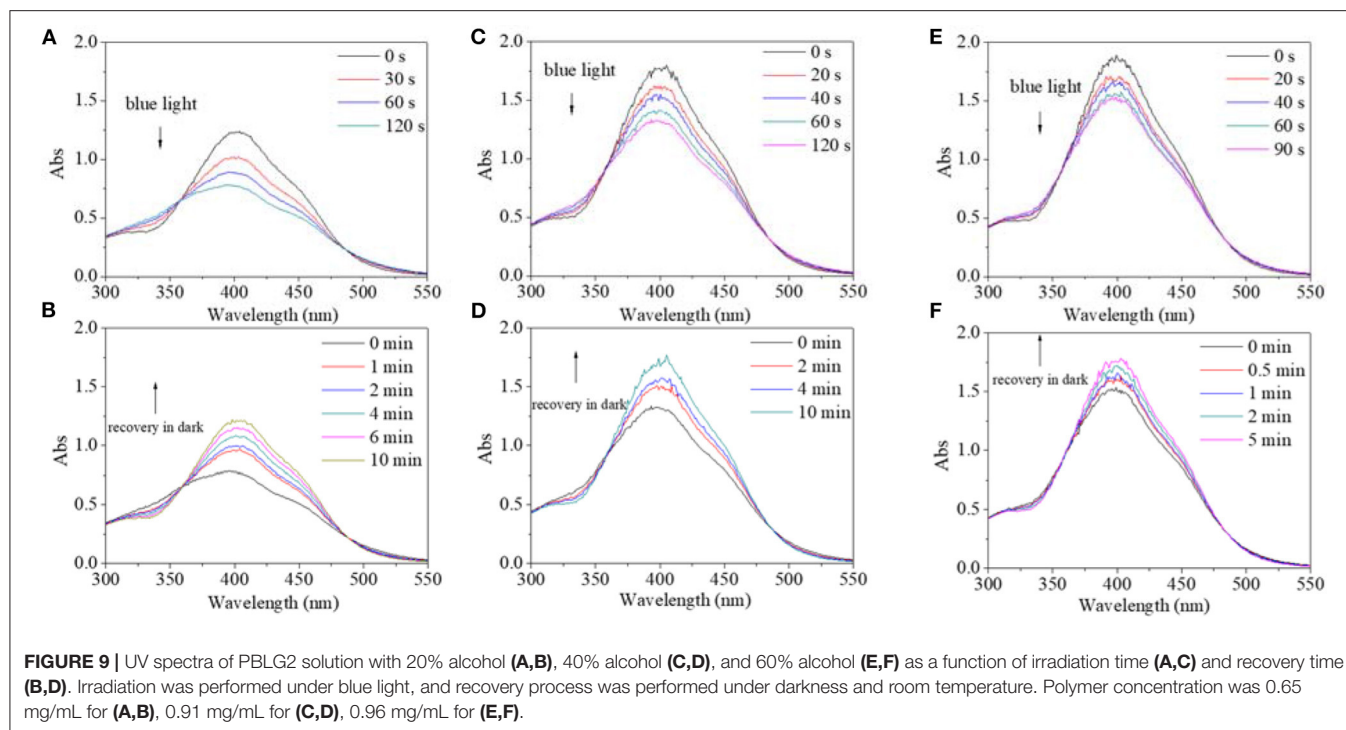 A
2.0
1.5
1.0
0.5
0.0
Abs
blue light
0 s
30 s
60 s
120 s
300 350 400 450 500 550
Wavelength (nm)
B
2.0
1.5
1.0
0.5
0.0
Abs
recovery in dark
0 min
1 min
2 min
4 min
6 min
10 min
300 350 400 450 500 550
Wavelength (nm)
C
2.0
1.5
1.0
0.5
0.0
Abs
blue light
0 s
20 s
40 s
60 s
120 s
300 350 400 450 500 550
Wavelength (nm)
D
2.0
1.5
1.0
0.5
0.0
Abs
recovery in dark
0 min
2 min
4 min
10 min
300 350 400 450 500 550
Wavelength (nm)
E
2.0
1.5
1.0
0.5
0.0
Abs
blue light
0 s
20 s
40 s
60 s
90 s
300 350 400 450 500 550
Wavelength (nm)
F
2.0
1.5
1.0
0.5
0.0
Abs
recovery in dark
0 min
0.5 min
1 min
2 min
5 min
300 350 400 450 500 550
Wavelength (nm)
FIGURE 9 | UV spectra of PBLG2 solution with 20% alcohol (A,B), 40% alcohol (C,D), and 60% alcohol (E,F) as a function of irradiation time (A,C) and recovery time
(B,D). Irradiation was performed under blue light, and recovery process was performed under darkness and room temperature. Polymer concentration was 0.65
mg/mL for (A,B), 0.91 mg/mL for (C,D), 0.96 mg/mL for (E,F).